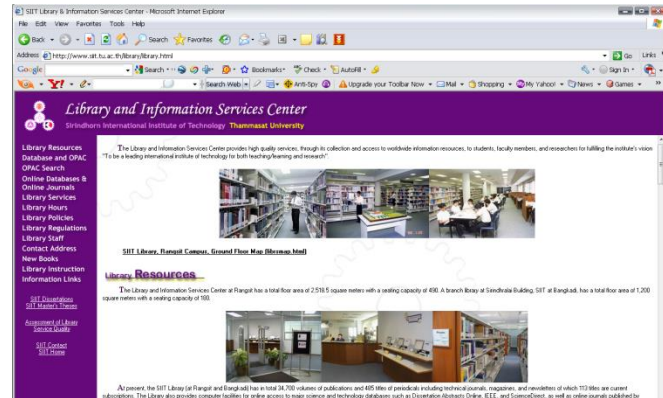 SIIT Library & Information Services Center - Microsoft Internet Explorer
File Edit View Favorites Tools Help
Back Search Favorites
Address http://www.siit.tu.ac.th/library/library.html Go Links
Google Search Bookmarks Check AutoFill Sign In
Y! Search Web Anti-Spy Upgrade your Toolbar Now Mail Shopping My Yahoo! News Games
Library and Information Services Center
Sirindhorn International Institute of Technology Thammasat University
Library Resources
Database and OPAC
OPAC Search
Online Databases &
Online Journals
Library Services
Library Hours
Library Policies
Library Regulations
Library Staff
Contact Address
New Books
Library Instruction
Information Links
SIIT Dissertations
SIIT Master's Theses
Assessment of Library
Service Quality
SIIT Contact
SIIT Home
The Library and Information Services Center provides high quality services, through its collection and access to worldwide information resources, to students, faculty members, and researchers for fulfilling the institute's vision
"To be a leading international institute of technology for both teaching/learning and research".
SIIT Library, Rangsit Campus, Ground Floor Map (libromap.html)
Library Resources
The Library and Information Services Center at Rangsit has a total floor area of 2,518.5 square meters with a seating capacity of 490. A branch library at Sirindhralai Building, SIIT at Bangkadi, has a total floor area of 1,200
square meters with a seating capacity of 188.
At present, the SIIT Library (at Rangsit and Bangkadi) has in total 34,700 volumes of publications and 485 titles of periodicals including technical journals, magazines, and newsletters of which 113 titles are current
subscriptions. The Library also provides computer facilities for online access to major science and technology databases such as Dissertation Abstracts Online, IEEE, and ScienceDirect, as well as online journals published by